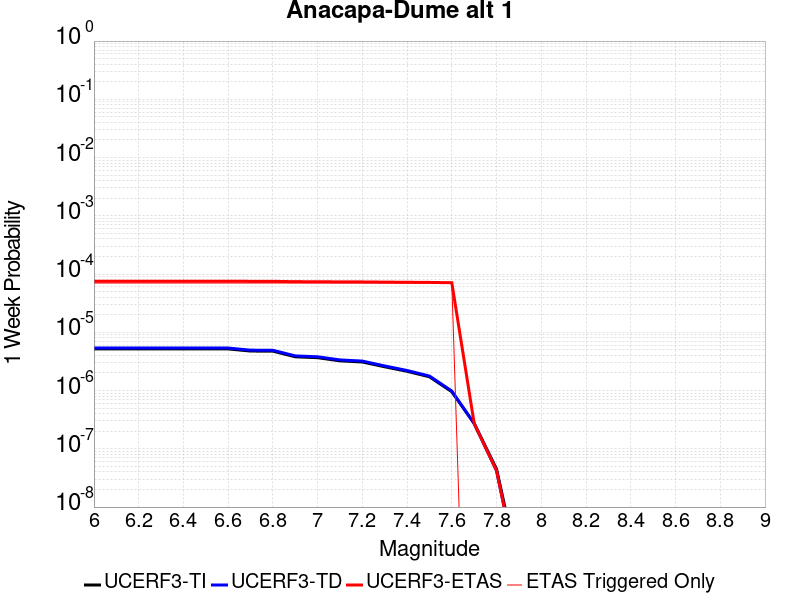 Anacapa-Dume alt 1
10^0
10^-1
10^-2
10^-3
10^-4
10^-5
10^-6
10^-7
10^-8
1 Week Probability
6 6.2 6.4 6.6 6.8 7 7.2 7.4 7.6 7.8 8 8.2 8.4 8.6 8.8 9
Magnitude
UCERF3-TI UCERF3-TD UCERF3-ETAS ETAS Triggered Only